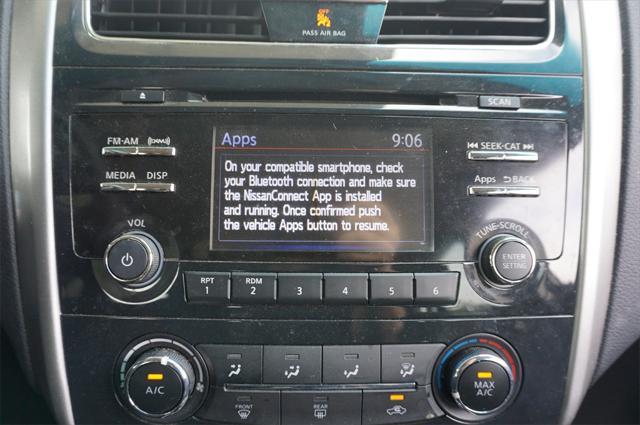 OFF
PASS AIR BAG
SCAN
FM·AM
MEDIA DISP
VOL
Apps 9:06
On your compatible smartphone, check
your Bluetooth connection and make sure
the NissanConnect App is installed
and running. Once confirmed push
the vehicle Apps button to resume.
SEEK·CAT
Apps BACK
TUNE·SCROLL
ENTER
SETTING
RPT RDM
1 2 3 4 5 6
A/C
FRONT
REAR
MAX
A/C